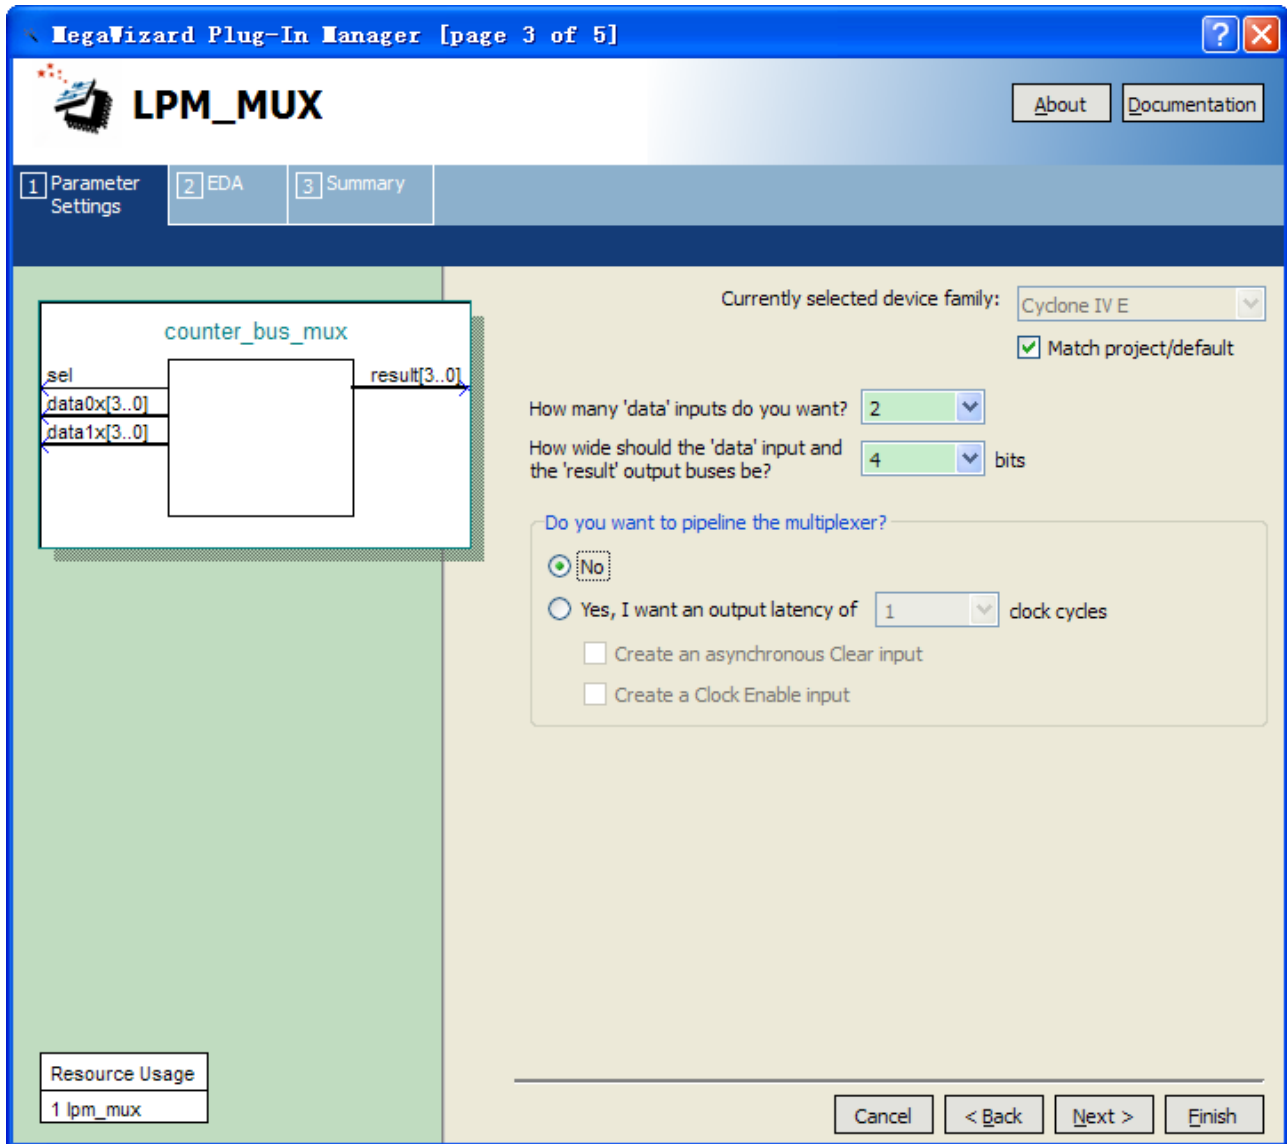 MegaWizard Plug-In Manager [page 3 of 5]
LPM_MUX
About
Documentation
1 Parameter
Settings
2 EDA
3 Summary
Currently selected device family:
Cyclone IV E
Match project/default
counter_bus_mux
sel
result[3..0]
data0x[3..0]
data1x[3..0]
How many 'data' inputs do you want?
2
How wide should the 'data' input and
the 'result' output buses be?
4
bits
Do you want to pipeline the multiplexer?
No
Yes, I want an output latency of
1
clock cycles
Create an asynchronous Clear input
Create a Clock Enable input
Resource Usage
1 lpm_mux
Cancel
< Back
Next >
Finish